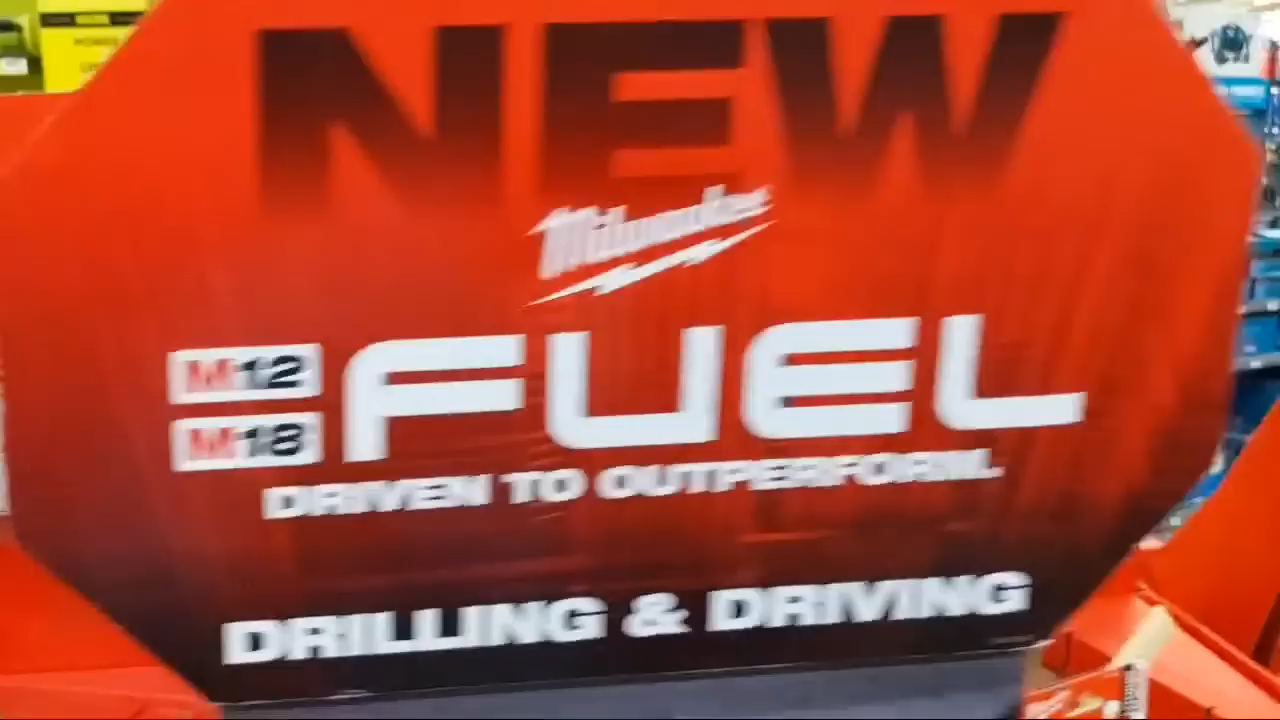 NEW
Milwaukee
M12
M18
FUEL
DRIVEN TO OUTPERFORM.
DRILLING & DRIVING